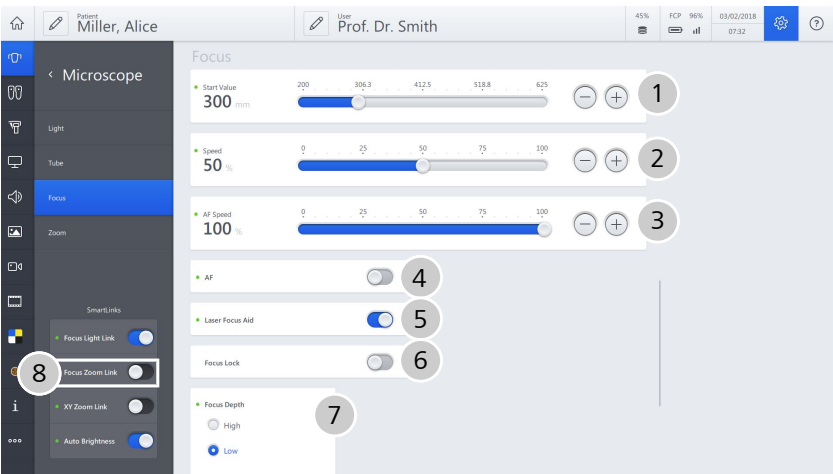 Patient
Miller, Alice
User
Prof. Dr. Smith
45%
FCP 96%
03/02/2018
07:32
?
< Microscope
Light
Tube
Focus
Zoom
SmartLinks
Focus Light Link
8 Focus Zoom Link
XY Zoom Link
Auto Brightness
i
Focus
Start Value
300 mm
200 306.3 412.5 518.8 625
1
Speed
50 %
0 25 50 75 100
2
AF Speed
100 %
0 25 50 75 100
3
AF
4
Laser Focus Aid
5
Focus Lock
6
Focus Depth
7
High
Low